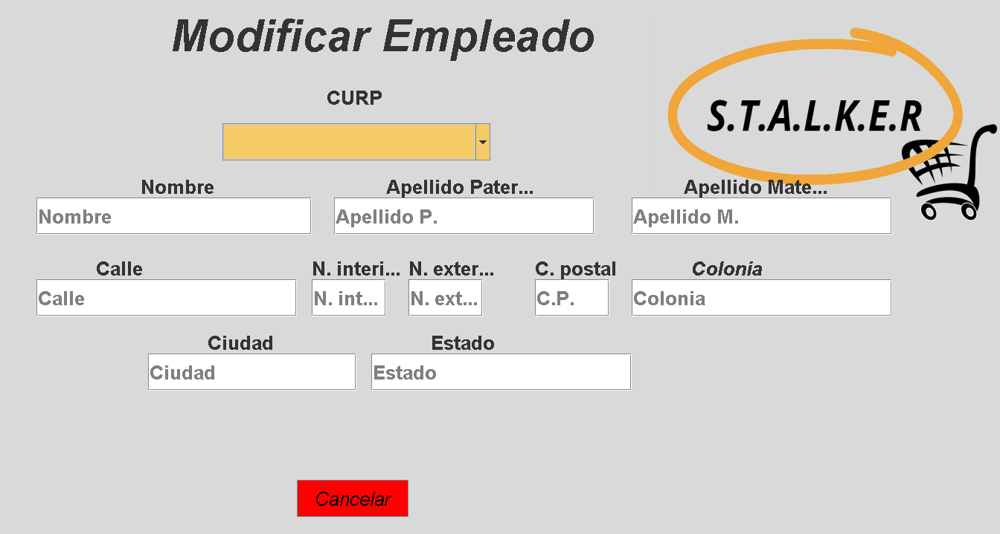 Modificar Empleado
S.T.A.L.K.E.R
CURP
Nombre Apellido Pater... Apellido Mate...
Nombre Apellido P. Apellido M.
Calle N. interi... N. exter... C. postal Colonia
Calle N. int... N. ext... C.P. Colonia
Ciudad Estado
Ciudad Estado
Cancelar